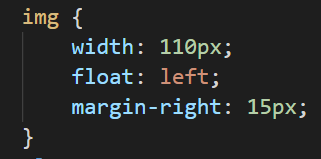 img {
    width: 110px;
    float: left;
    margin-right: 15px;
}